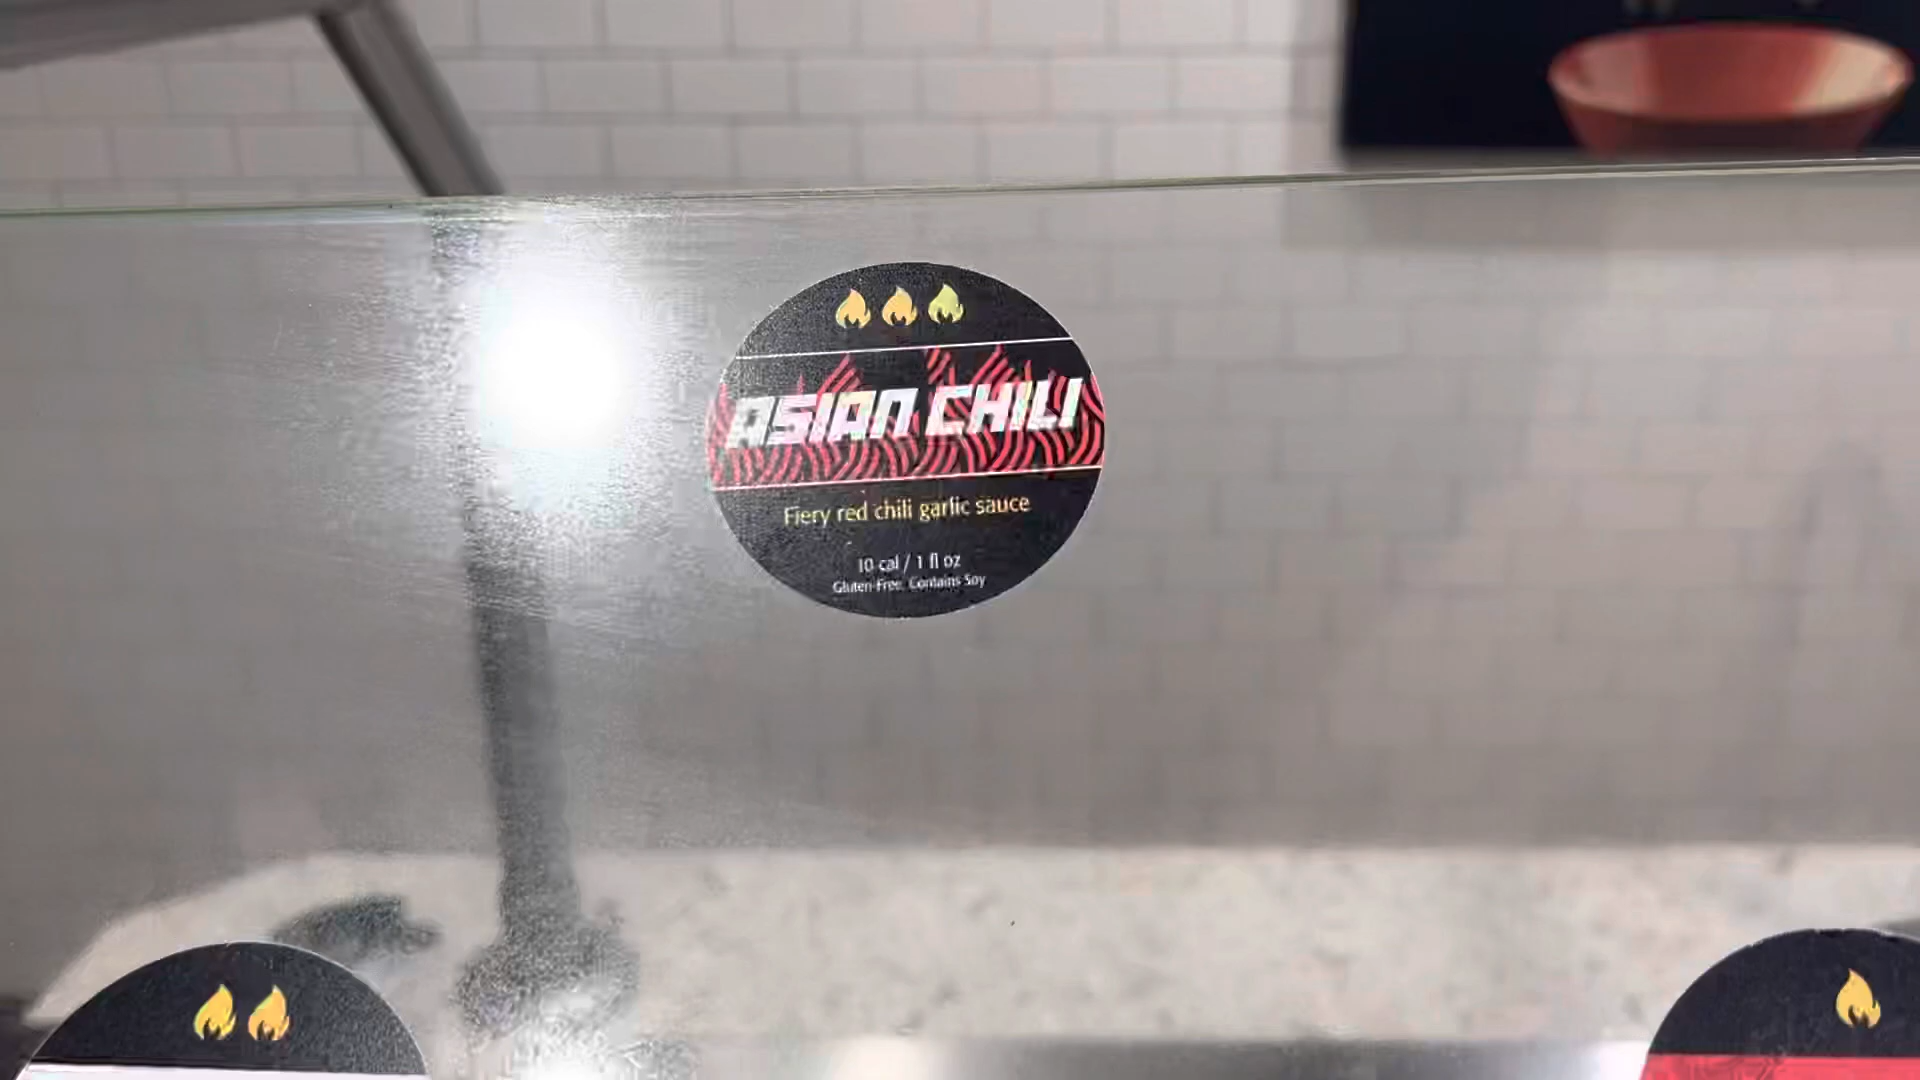 ASIAN CHILI
Fiery red chili garlic sauce
10 cal / 1 fl oz
Gluten-Free. Contains Soy